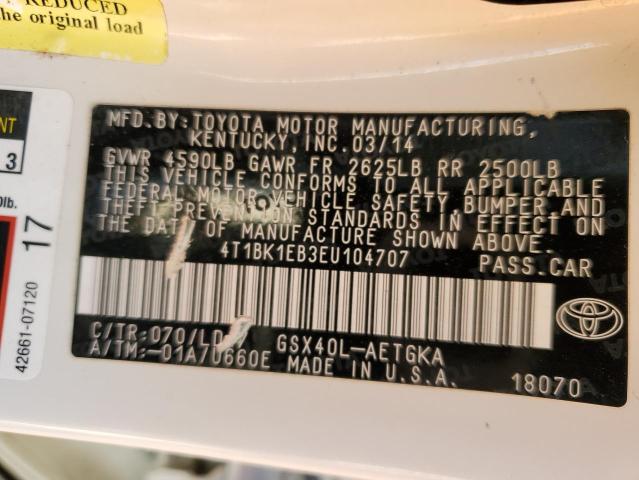 REDUCED
the original load
3
0lb.
17
42661-07120
MFD.BY:TOYOTA MOTOR MANUFACTURING,
KENTUCKY,INC.03/14
GVWR 4590LB GAWR FR 2625LB RR 2500LB
THIS VEHICLE CONFORMS TO ALL APPLICABLE
FEDERAL MOTOR VEHICLE SAFETY, BUMPER,AND
THEFT PREVENTION STANDARDS IN EFFECT ON
THE DATE OF MANUFACTURE SHOWN ABOVE.
4T1BK1EB3EU104707 PASS.CAR
C/TR:070/LD GSX40L-AETGKA
A/TM:-01A/U660E MADE IN U.S.A. 18070